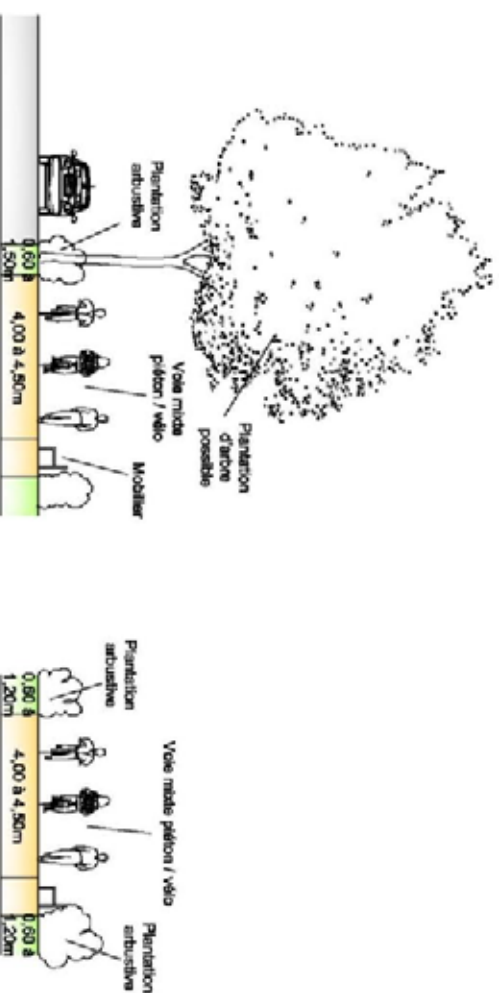 Plantation
d'arbre
possible
Plantation
arbustive
Voie mixte
piéton / vélo
Mobilier
0,60 à
1,50m
4,00 à 4,50m
Voie mixte piéton / vélo
Plantation
arbustive
Plantation
arbustive
0,60 à
1,20m
4,00 à 4,50m
0,60 à
1,20m